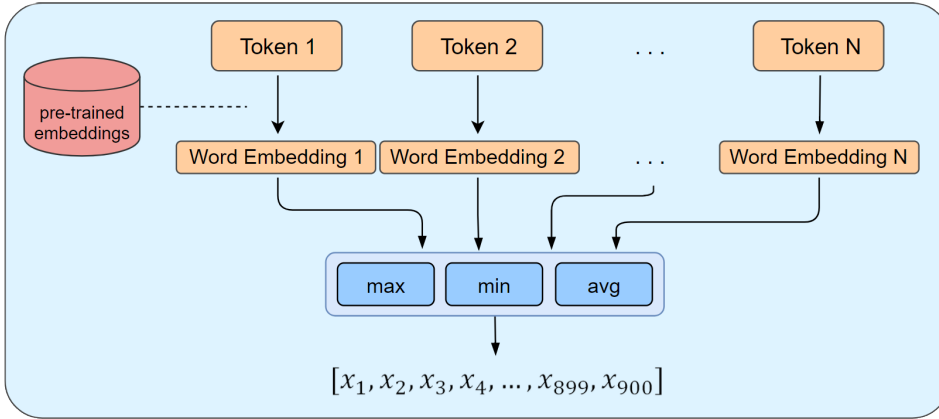 Token 1
Token 2
. . .
Token N
pre-trained
embeddings
Word Embedding 1
Word Embedding 2
. . .
Word Embedding N
max
min
avg
[x₁, x₂, x₃, x₄, ..., x₈₉₉, x₉₀₀]